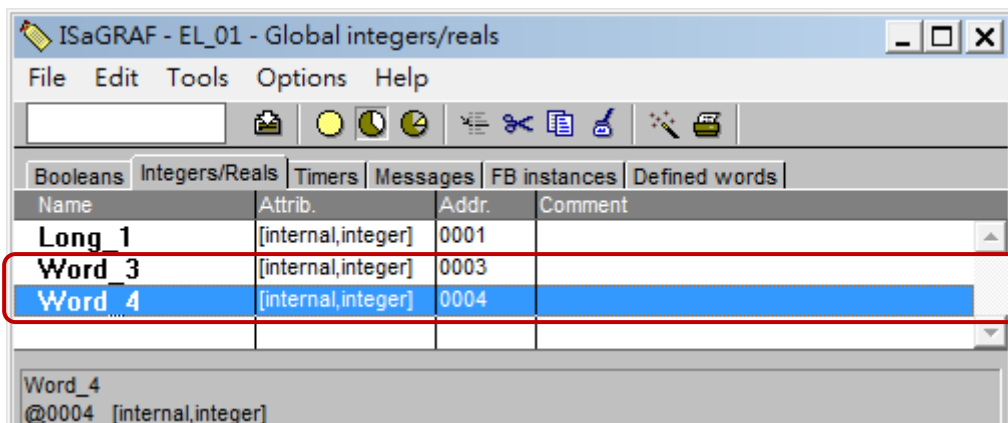 ISaGRAF - EL_01 - Global integers/reals
File Edit Tools Options Help
Booleans Integers/Reals Timers Messages FB instances Defined words
Name Attrib. Addr. Comment
Long_1 [internal,integer] 0001
Word_3 [internal,integer] 0003
Word_4 [internal,integer] 0004
Word_4
@0004 [internal,integer]